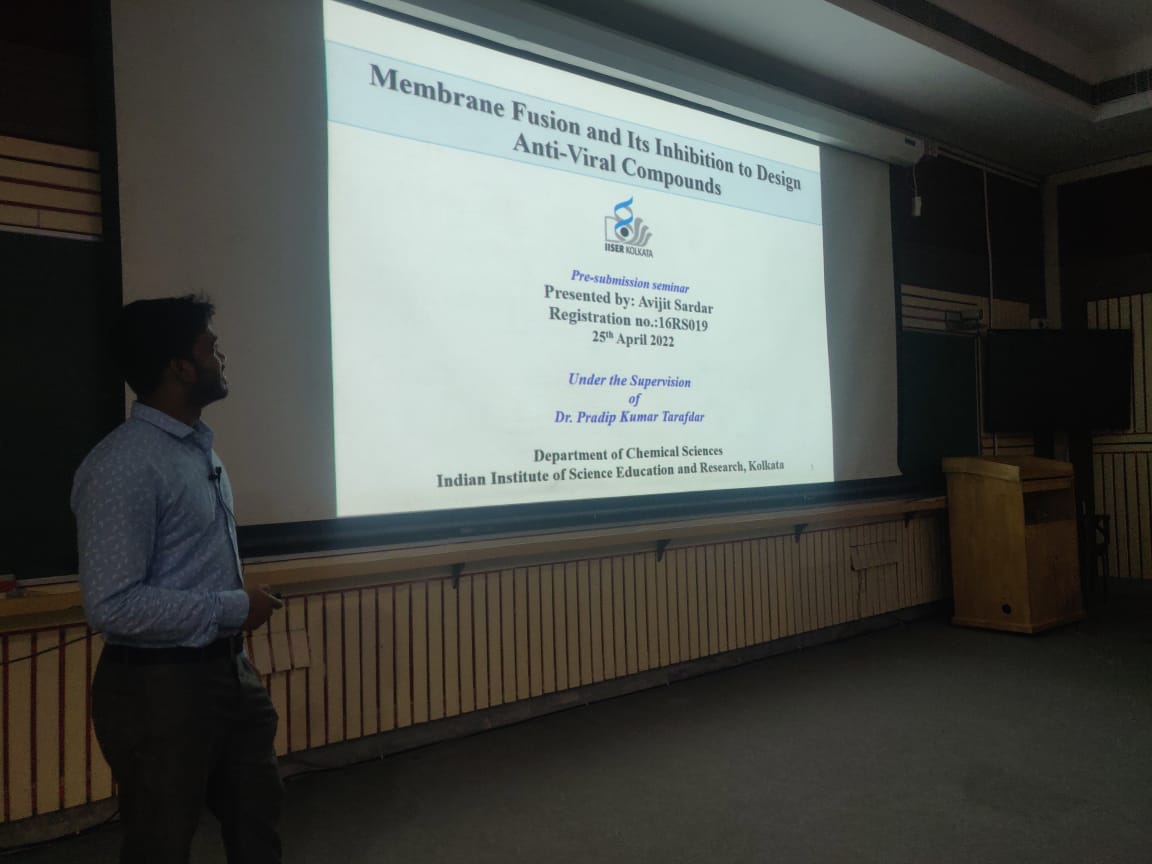 Membrane Fusion and Its Inhibition to Design
Anti-Viral Compounds
IISER KOLKATA
Pre-submission seminar
Presented by: Avijit Sardar
Registration no.:16RS019
25th April 2022
Under the Supervision
of
Dr. Pradip Kumar Tarafdar
Department of Chemical Sciences
Indian Institute of Science Education and Research, Kolkata
1